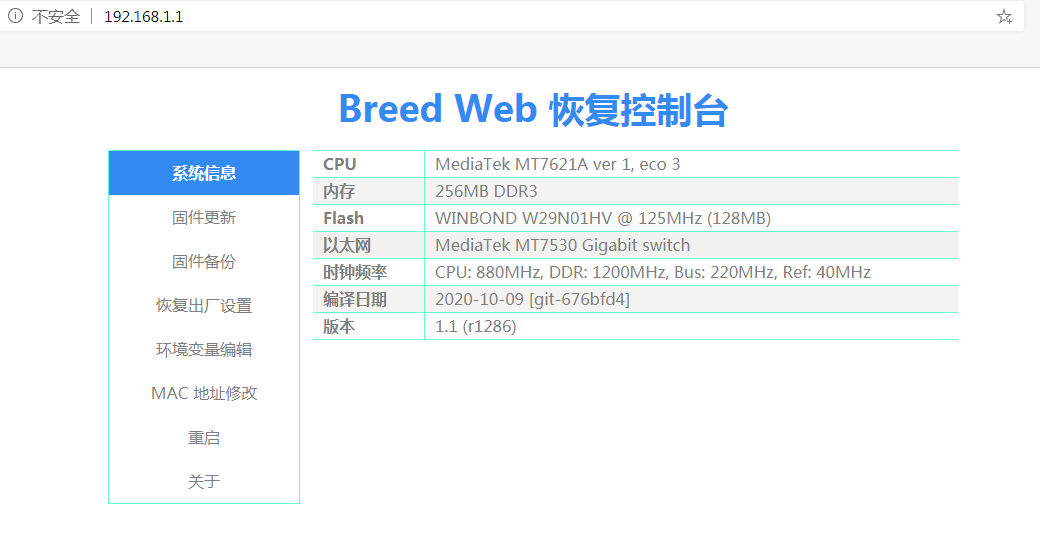 不安全 192.168.1.1
Breed Web 恢复控制台
系统信息
固件更新
固件备份
恢复出厂设置
环境变量编辑
MAC 地址修改
重启
关于
CPU MediaTek MT7621A ver 1, eco 3
内存 256MB DDR3
Flash WINBOND W29N01HV @ 125MHz (128MB)
以太网 MediaTek MT7530 Gigabit switch
时钟频率 CPU: 880MHz, DDR: 1200MHz, Bus: 220MHz, Ref: 40MHz
编译日期 2020-10-09 [git-676bfd4]
版本 1.1 (r1286)